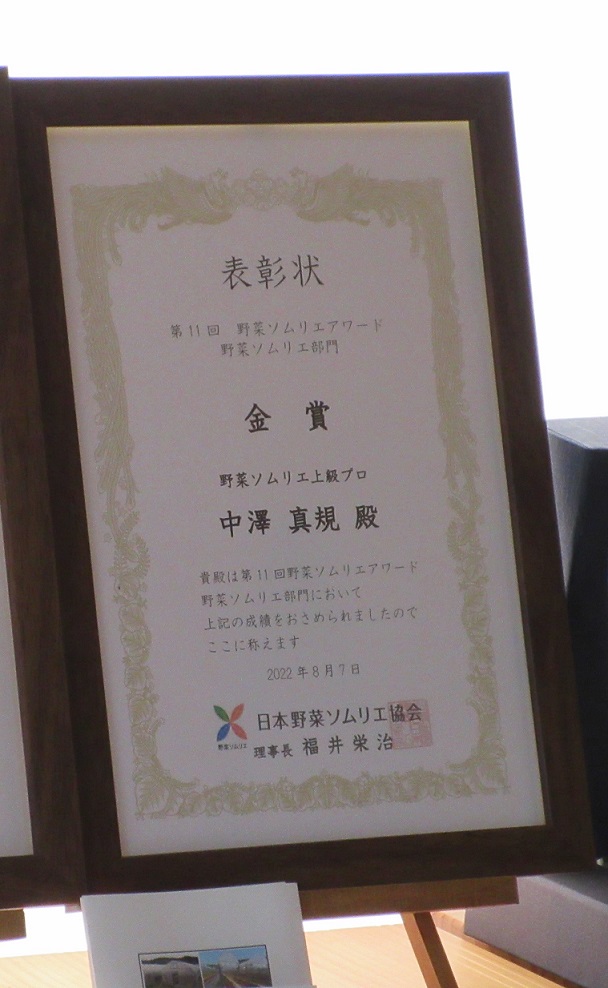 表彰状
第11回 野菜ソムリエアワード
野菜ソムリエ部門
金賞
野菜ソムリエ上級プロ
中澤 真規 殿
貴殿は第11回野菜ソムリエアワード
野菜ソムリエ部門において
上記の成績をおさめられましたので
ここに称えます
2022年8月7日
野菜ソムリエ
日本野菜ソムリエ協会
理事長 福井栄治